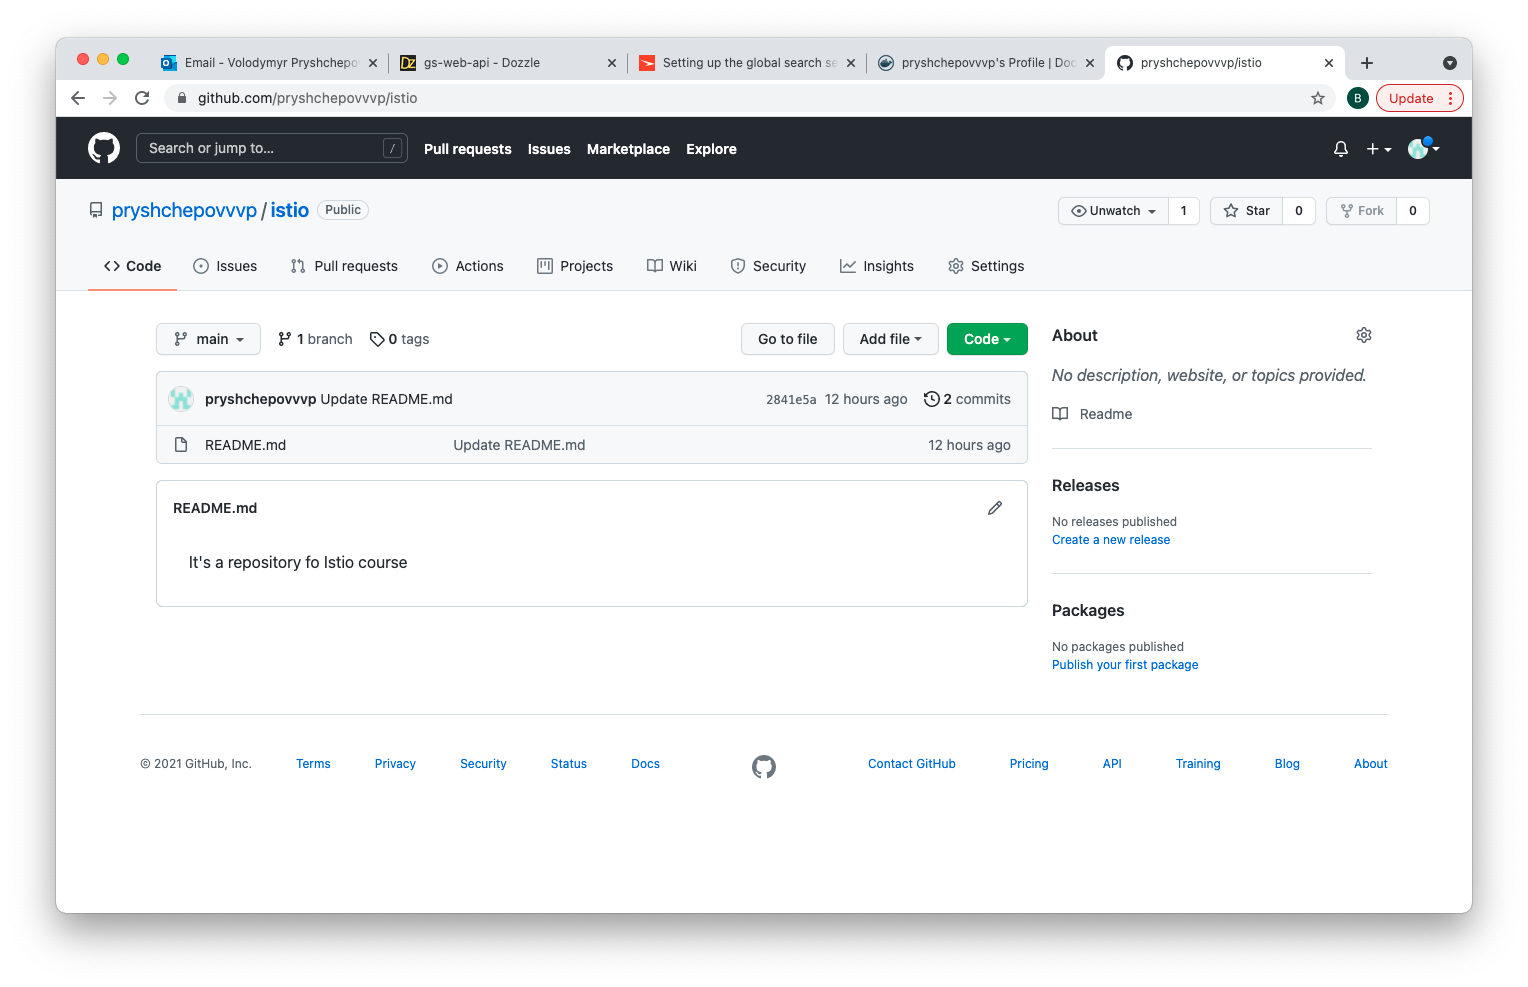 Email - Volodymyr Pryshchepo
gs-web-api - Dozzle
Setting up the global search se
pryshchepovvvp's Profile | Doc
pryshchepovvvp/istio
github.com/pryshchepovvvp/istio
B
Update
Search or jump to...
/
Pull requests
Issues
Marketplace
Explore
pryshchepovvvp / istio
Public
Unwatch
1
Star
0
Fork
0
Code
Issues
Pull requests
Actions
Projects
Wiki
Security
Insights
Settings
main
1 branch
0 tags
Go to file
Add file
Code
pryshchepovvvp Update README.md
2841e5a
12 hours ago
2 commits
README.md
Update README.md
12 hours ago
README.md
It's a repository fo Istio course
About
No description, website, or topics provided.
Readme
Releases
No releases published
Create a new release
Packages
No packages published
Publish your first package
© 2021 GitHub, Inc.
Terms
Privacy
Security
Status
Docs
Contact GitHub
Pricing
API
Training
Blog
About